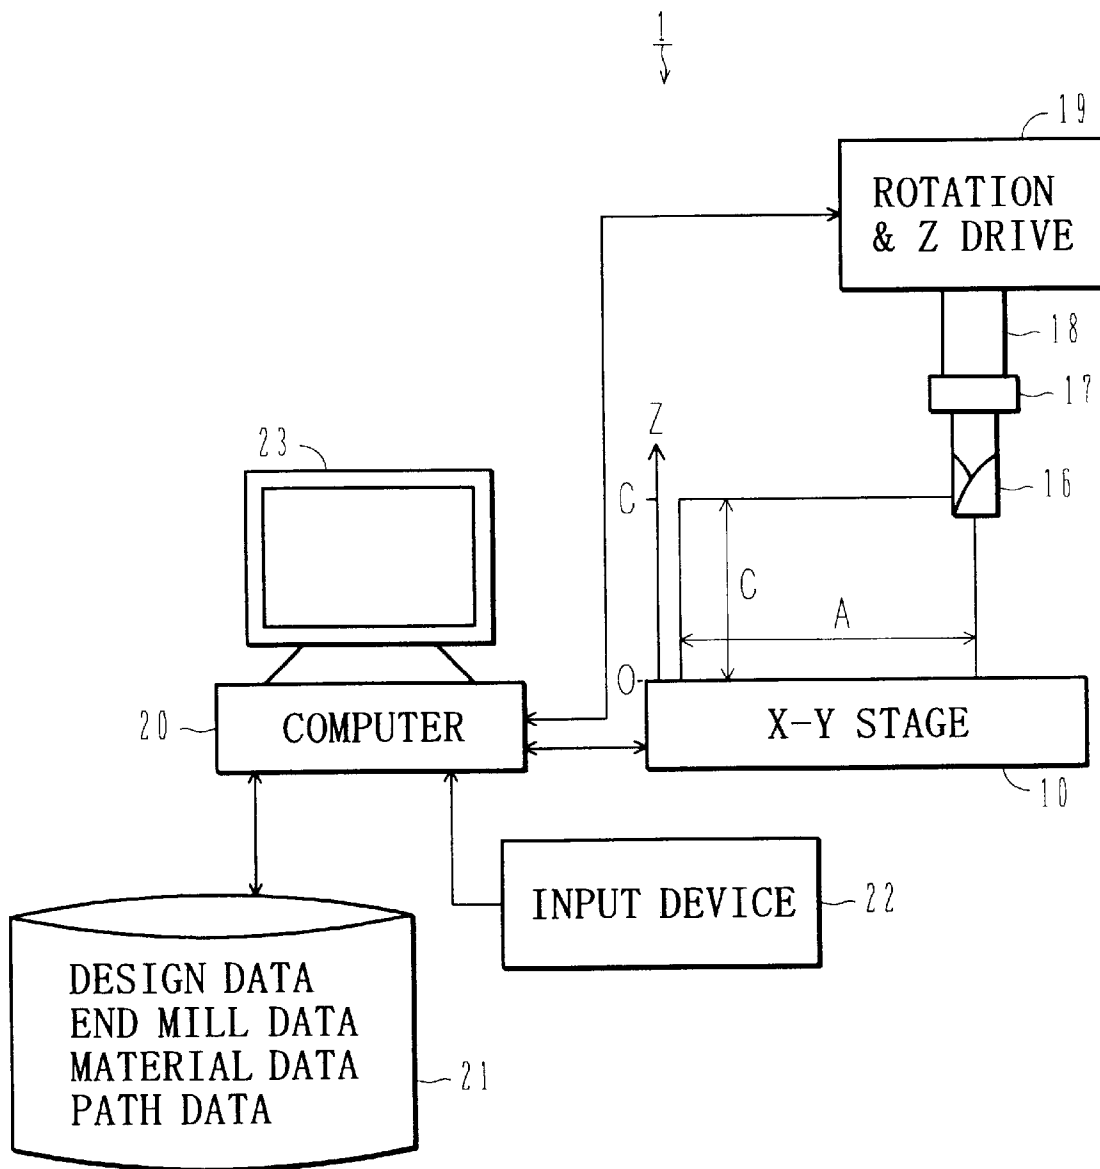 1
19
ROTATION
& Z DRIVE
18
17
Z
23
16
C
C
A
O
20
COMPUTER
X-Y STAGE
10
INPUT DEVICE
22
DESIGN DATA
END MILL DATA
MATERIAL DATA
PATH DATA
21